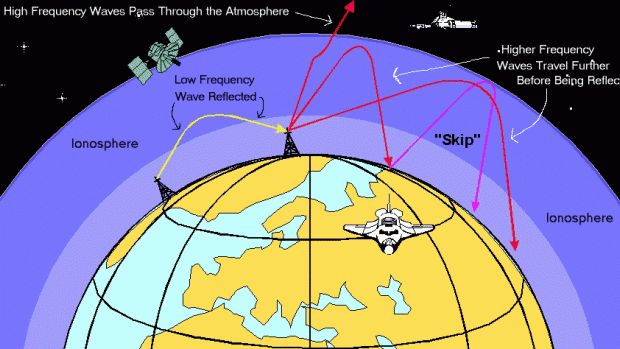 High Frequency Waves Pass Through the Atmosphere
Higher Frequency
Waves Travel Further
Before Being Reflec
Low Frequency
Wave Reflected
Ionosphere
"Skip"
Ionosphere